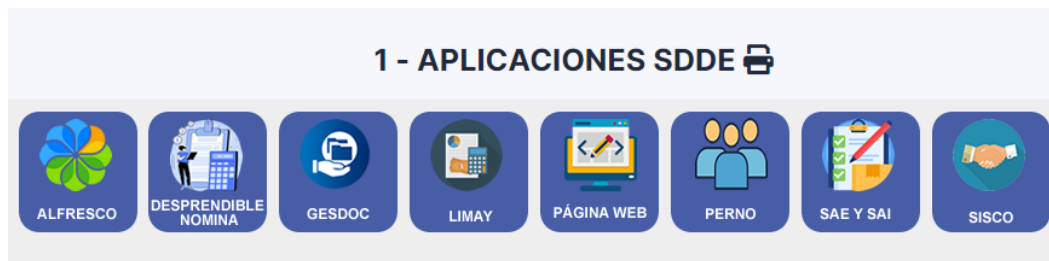 1 - APLICACIONES SDDE
ALFRESCO
DESPRENDIBLE
NOMINA
GESDOC
LIMAY
PÁGINA WEB
PERNO
SAE Y SAI
SISCO